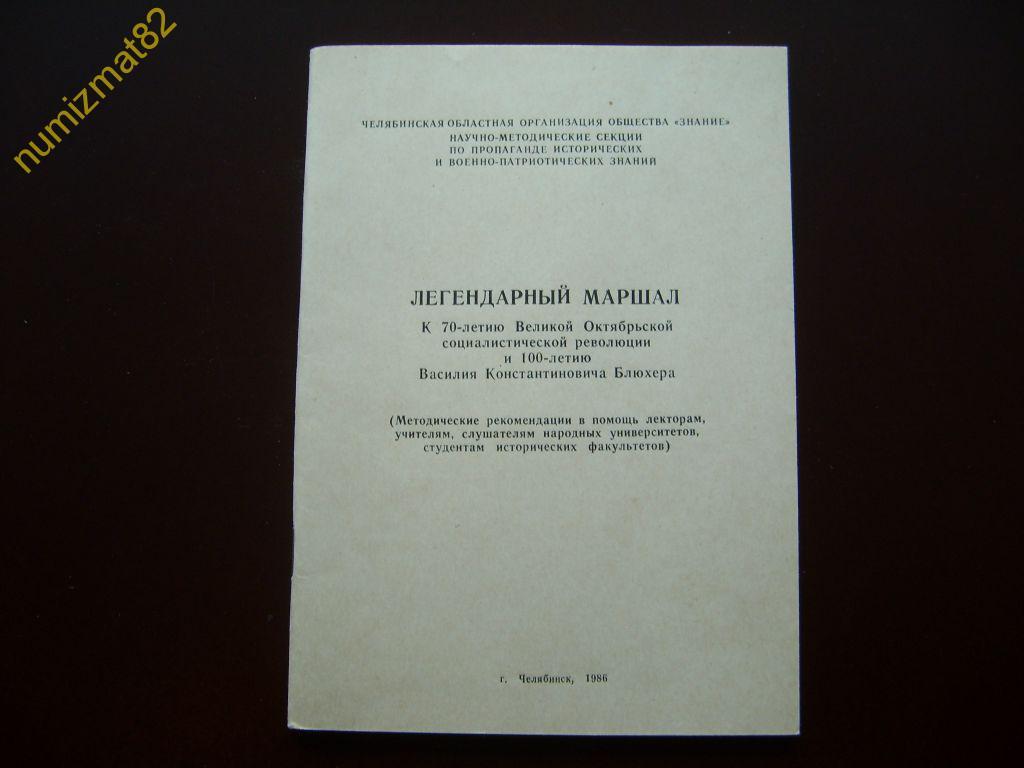 numizmat82
ЧЕЛЯБИНСКАЯ ОБЛАСТНАЯ ОРГАНИЗАЦИЯ ОБЩЕСТВА «ЗНАНИЕ»
НАУЧНО-МЕТОДИЧЕСКИЕ СЕКЦИИ
ПО ПРОПАГАНДЕ ИСТОРИЧЕСКИХ
И ВОЕННО-ПАТРИОТИЧЕСКИХ ЗНАНИЙ
ЛЕГЕНДАРНЫЙ МАРШАЛ
К 70-летию Великой Октябрьской
социалистической революции
и 100-летию
Василия Константиновича Блюхера
(Методические рекомендации в помощь лекторам,
учителям, слушателям народных университетов,
студентам исторических факультетов)
г. Челябинск, 1986